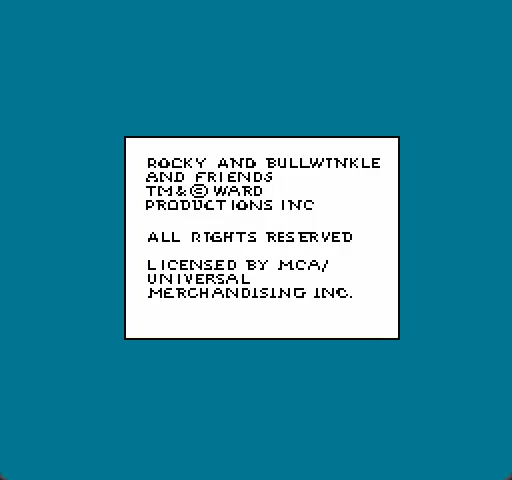 ROCKY AND BULLWINKLE
AND FRIENDS
TM & © WARD
PRODUCTIONS INC
ALL RIGHTS RESERVED
LICENSED BY MCA/
UNIVERSAL
MERCHANDISING INC.